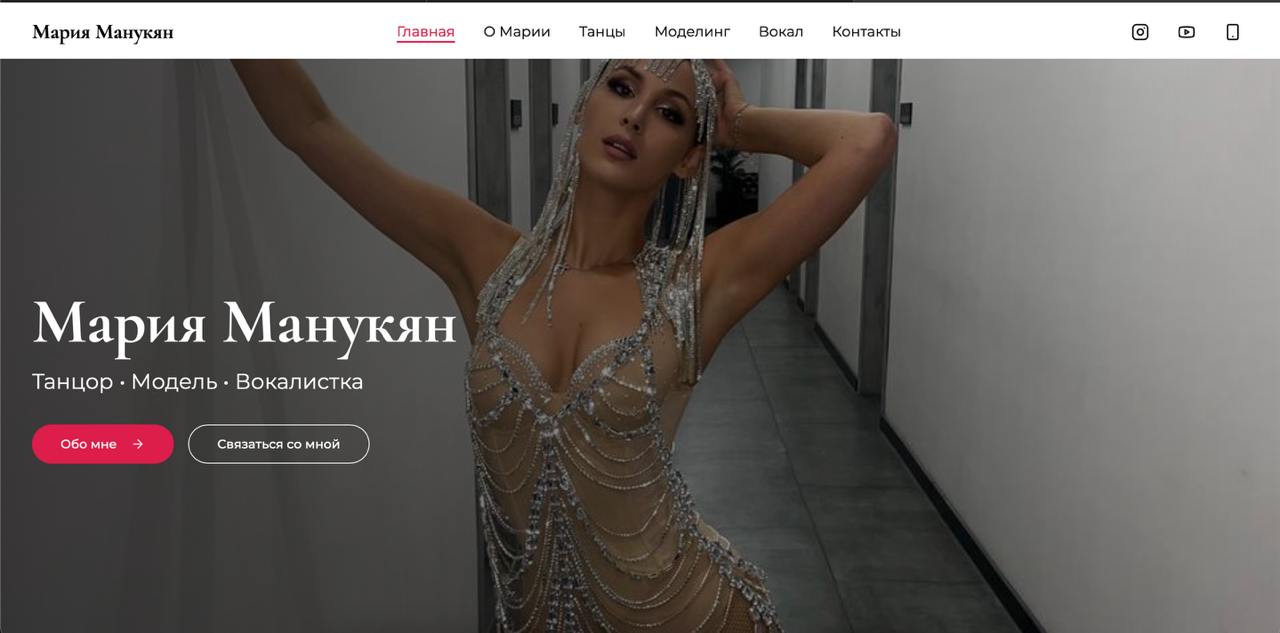 Мария Манукян
Главная О Марии Танцы Моделинг Вокал Контакты
Мария Манукян
Танцор • Модель • Вокалистка
Обо мне → Связаться со мной